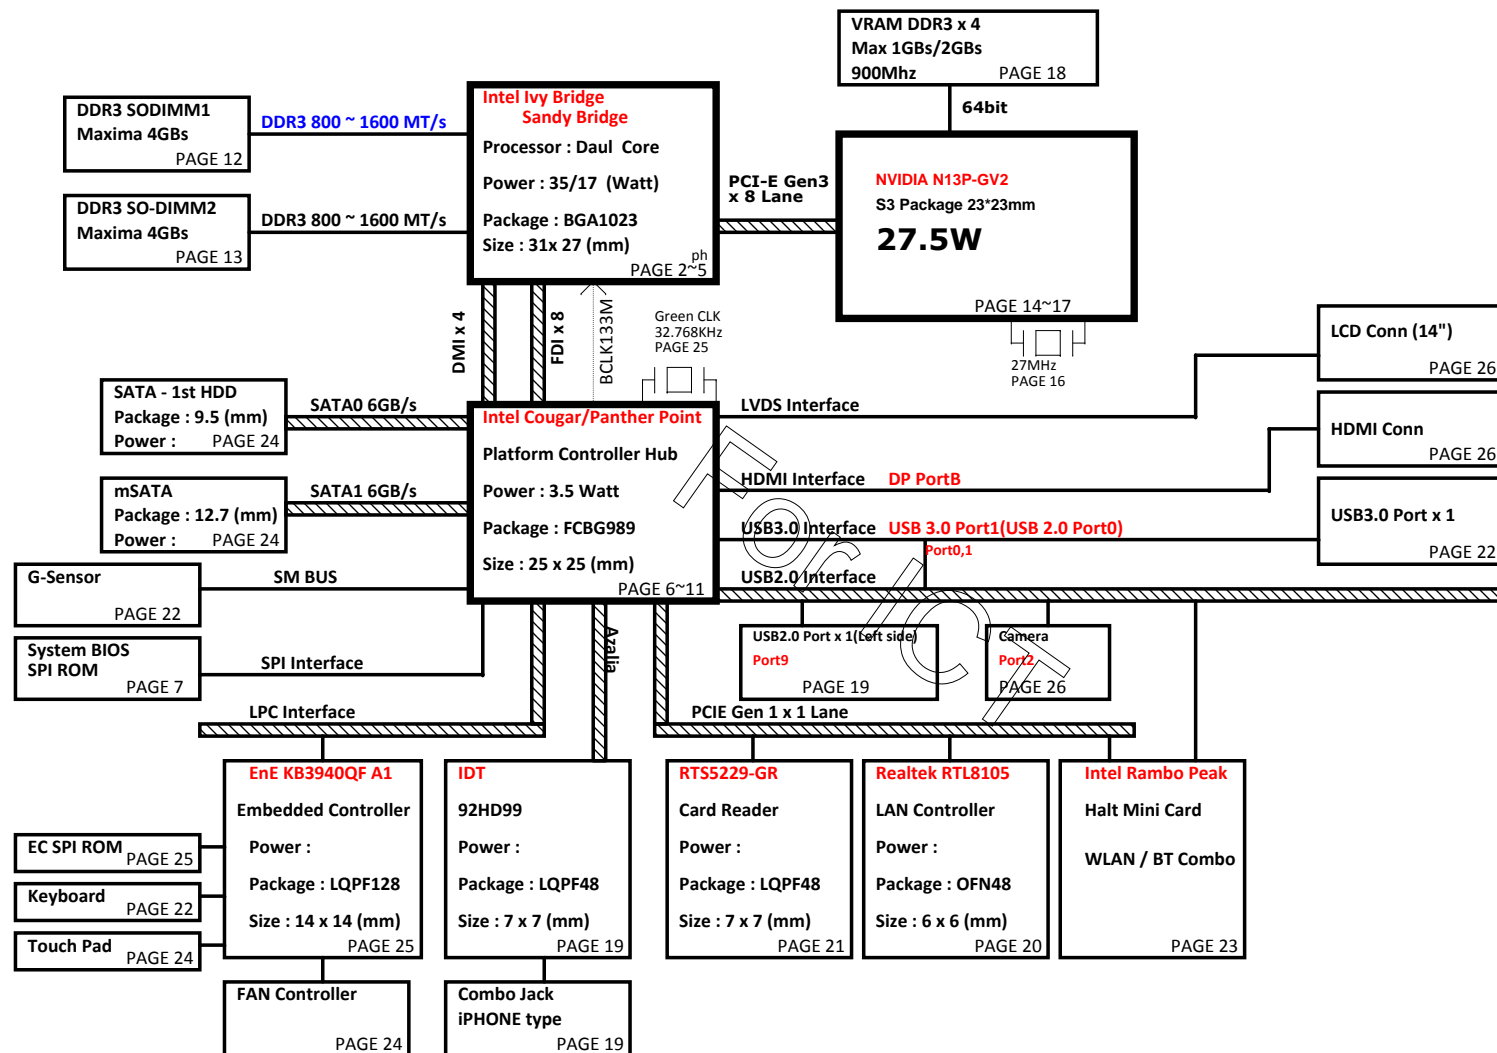 VRAM DDR3 x 4
Max 1GBs/2GBs
900Mhz PAGE 18
64bit
DDR3 SODIMM1
Maxima 4GBs
PAGE 12
DDR3 800 ~ 1600 MT/s
DDR3 SO-DIMM2
Maxima 4GBs
PAGE 13
DDR3 800 ~ 1600 MT/s
Intel Ivy Bridge
Sandy Bridge
Processor : Daul Core
Power : 35/17 (Watt)
Package : BGA1023
Size : 31x 27 (mm)
ph
PAGE 2~5
PCI-E Gen3
x 8 Lane
NVIDIA N13P-GV2
S3 Package 23*23mm
27.5W
PAGE 14~17
27MHz
PAGE 16
DMI x 4
FDI x 8
BCLK133M
Green CLK
32.768KHz
PAGE 25
LCD Conn (14")
PAGE 26
HDMI Conn
PAGE 26
USB3.0 Port x 1
PAGE 22
SATA - 1st HDD
Package : 9.5 (mm)
Power : PAGE 24
SATA0 6GB/s
mSATA
Package : 12.7 (mm)
Power : PAGE 24
SATA1 6GB/s
Intel Cougar/Panther Point
Platform Controller Hub
Power : 3.5 Watt
Package : FCBG989
Size : 25 x 25 (mm)
PAGE 6~11
LVDS Interface
HDMI Interface DP PortB
USB3.0 Interface USB 3.0 Port1(USB 2.0 Port0)
Port0,1
USB2.0 Interface
For ICT
G-Sensor
PAGE 22
SM BUS
System BIOS
SPI ROM
PAGE 7
SPI Interface
Azalia
USB2.0 Port x 1(Left side)
Port9
PAGE 19
Camera
Port2
PAGE 26
LPC Interface
PCIE Gen 1 x 1 Lane
EnE KB3940QF A1
Embedded Controller
Power :
Package : LQPF128
Size : 14 x 14 (mm)
PAGE 25
IDT
92HD99
Power :
Package : LQPF48
Size : 7 x 7 (mm)
PAGE 19
RTS5229-GR
Card Reader
Power :
Package : LQPF48
Size : 7 x 7 (mm)
PAGE 21
Realtek RTL8105
LAN Controller
Power :
Package : OFN48
Size : 6 x 6 (mm)
PAGE 20
Intel Rambo Peak
Halt Mini Card
WLAN / BT Combo
PAGE 23
EC SPI ROM
PAGE 25
Keyboard
PAGE 22
Touch Pad
PAGE 24
FAN Controller
PAGE 24
Combo Jack
iPHONE type
PAGE 19